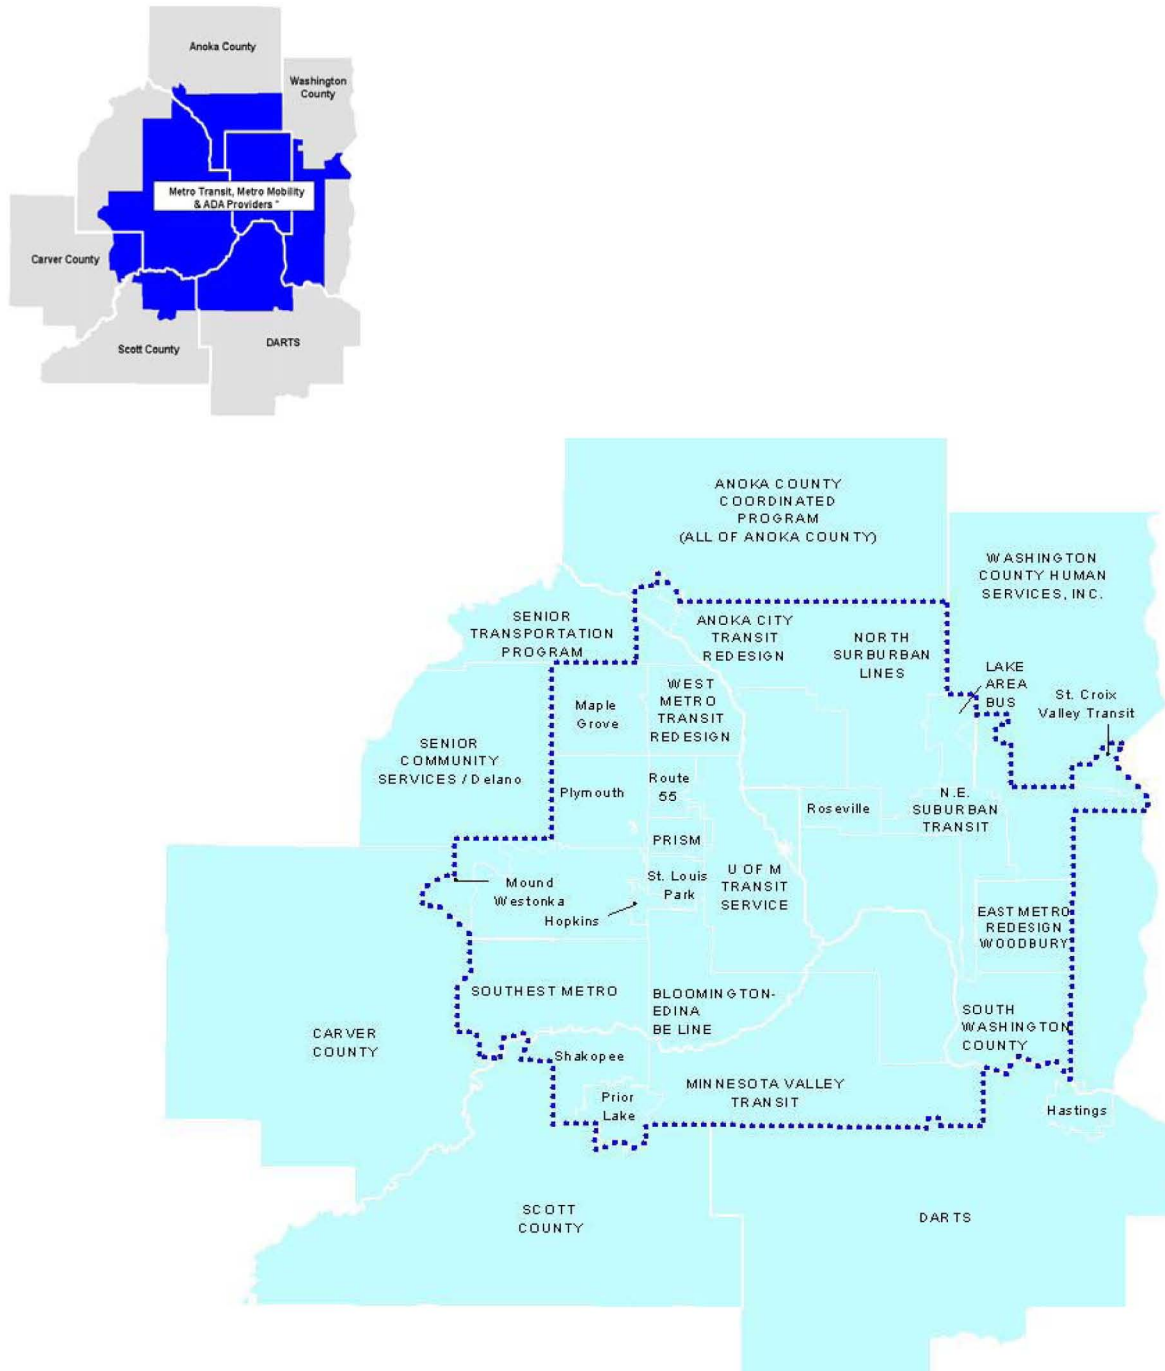 Anoka County
Washington
County
Metro Transit, Metro Mobility
& ADA Providers *
Carver County
Scott County
DARTS
ANOKA COUNTY
COORDINATED
PROGRAM
(ALL OF ANOKA COUNTY)
WASHINGTON
COUNTY HUMAN
SERVICES, INC.
SENIOR
TRANSPORTATION
PROGRAM
ANOKA CITY
TRANSIT
REDESIGN
NORTH
SURBURBAN
LINES
LAKE
AREA
BUS
St. Croix
Valley Transit
Maple
Grove
WEST
METRO
TRANSIT
REDESIGN
SENIOR
COMMUNITY
SERVICES / Delano
Plymouth
Route
55
Roseville
N.E.
SUBURBAN
TRANSIT
PRISM
Mound
Westonka
Hopkins
St. Louis
Park
U OF M
TRANSIT
SERVICE
EAST METRO
REDESIGN
WOODBURY
SOUTHEST METRO
BLOOMINGTON-
EDINA
BE LINE
SOUTH
WASHINGTON
COUNTY
CARVER
COUNTY
Shakopee
Prior
Lake
MINNESOTA VALLEY
TRANSIT
Hastings
SCOTT
COUNTY
DARTS